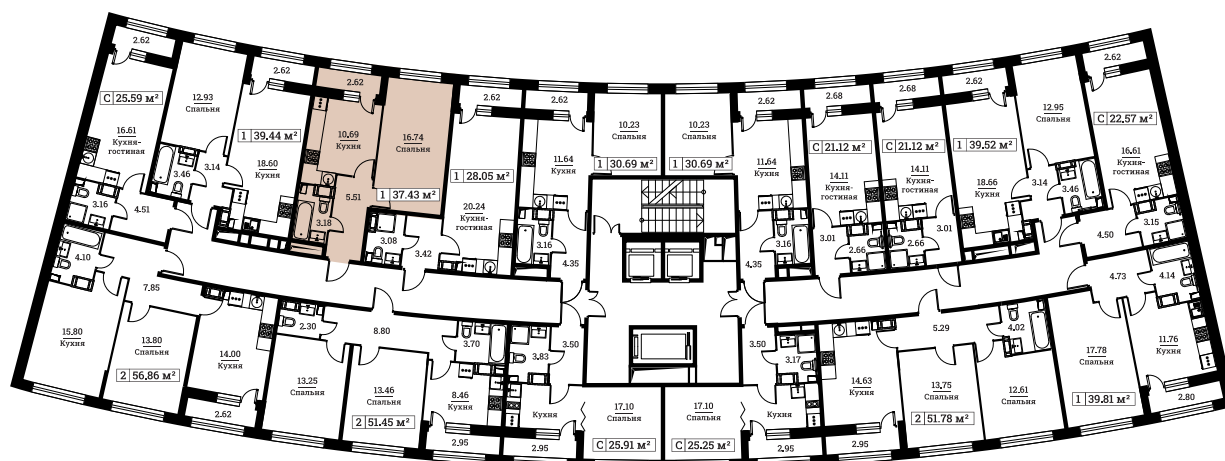 2.62
С 25.59 м²
16.61
Кухня-
гостиная
3.16
4.51
12.93
Спальня
3.46
3.14
2.62
1 39.44 м²
18.60
Кухня
2.62
10.69
Кухня
16.74
Спальня
1 37.43 м²
5.51
3.18
2.62
1 28.05 м²
20.24
Кухня-
гостиная
3.08
3.42
2.62
11.64
Кухня
10.23
Спальня
1 30.69 м²
3.16
4.35
10.23
Спальня
1 30.69 м²
2.62
11.64
Кухня
3.16
4.35
2.68
С 21.12 м²
14.11
Кухня-
гостиная
3.01
2.66
2.68
С 21.12 м²
14.11
Кухня-
гостиная
2.66
3.01
2.62
1 39.52 м²
18.66
Кухня
12.95
Спальня
3.14
3.46
2.62
С 22.57 м²
16.61
Кухня-
гостиная
3.15
4.50
4.10
7.85
15.80
Кухня
13.80
Спальня
2 56.86 м²
14.00
Кухня
2.62
2.30
8.80
3.70
13.25
Спальня
13.46
Спальня
2 51.45 м²
8.46
Кухня
2.95
3.83
3.50
Кухня
17.10
Спальня
С 25.91 м²
2.95
3.50
3.17
17.10
Спальня
Кухня
С 25.25 м²
2.95
5.29
4.02
14.63
Кухня
13.75
Спальня
2 51.78 м²
12.61
Спальня
2.95
4.73
4.14
17.78
Спальня
11.76
Кухня
1 39.81 м²
2.80